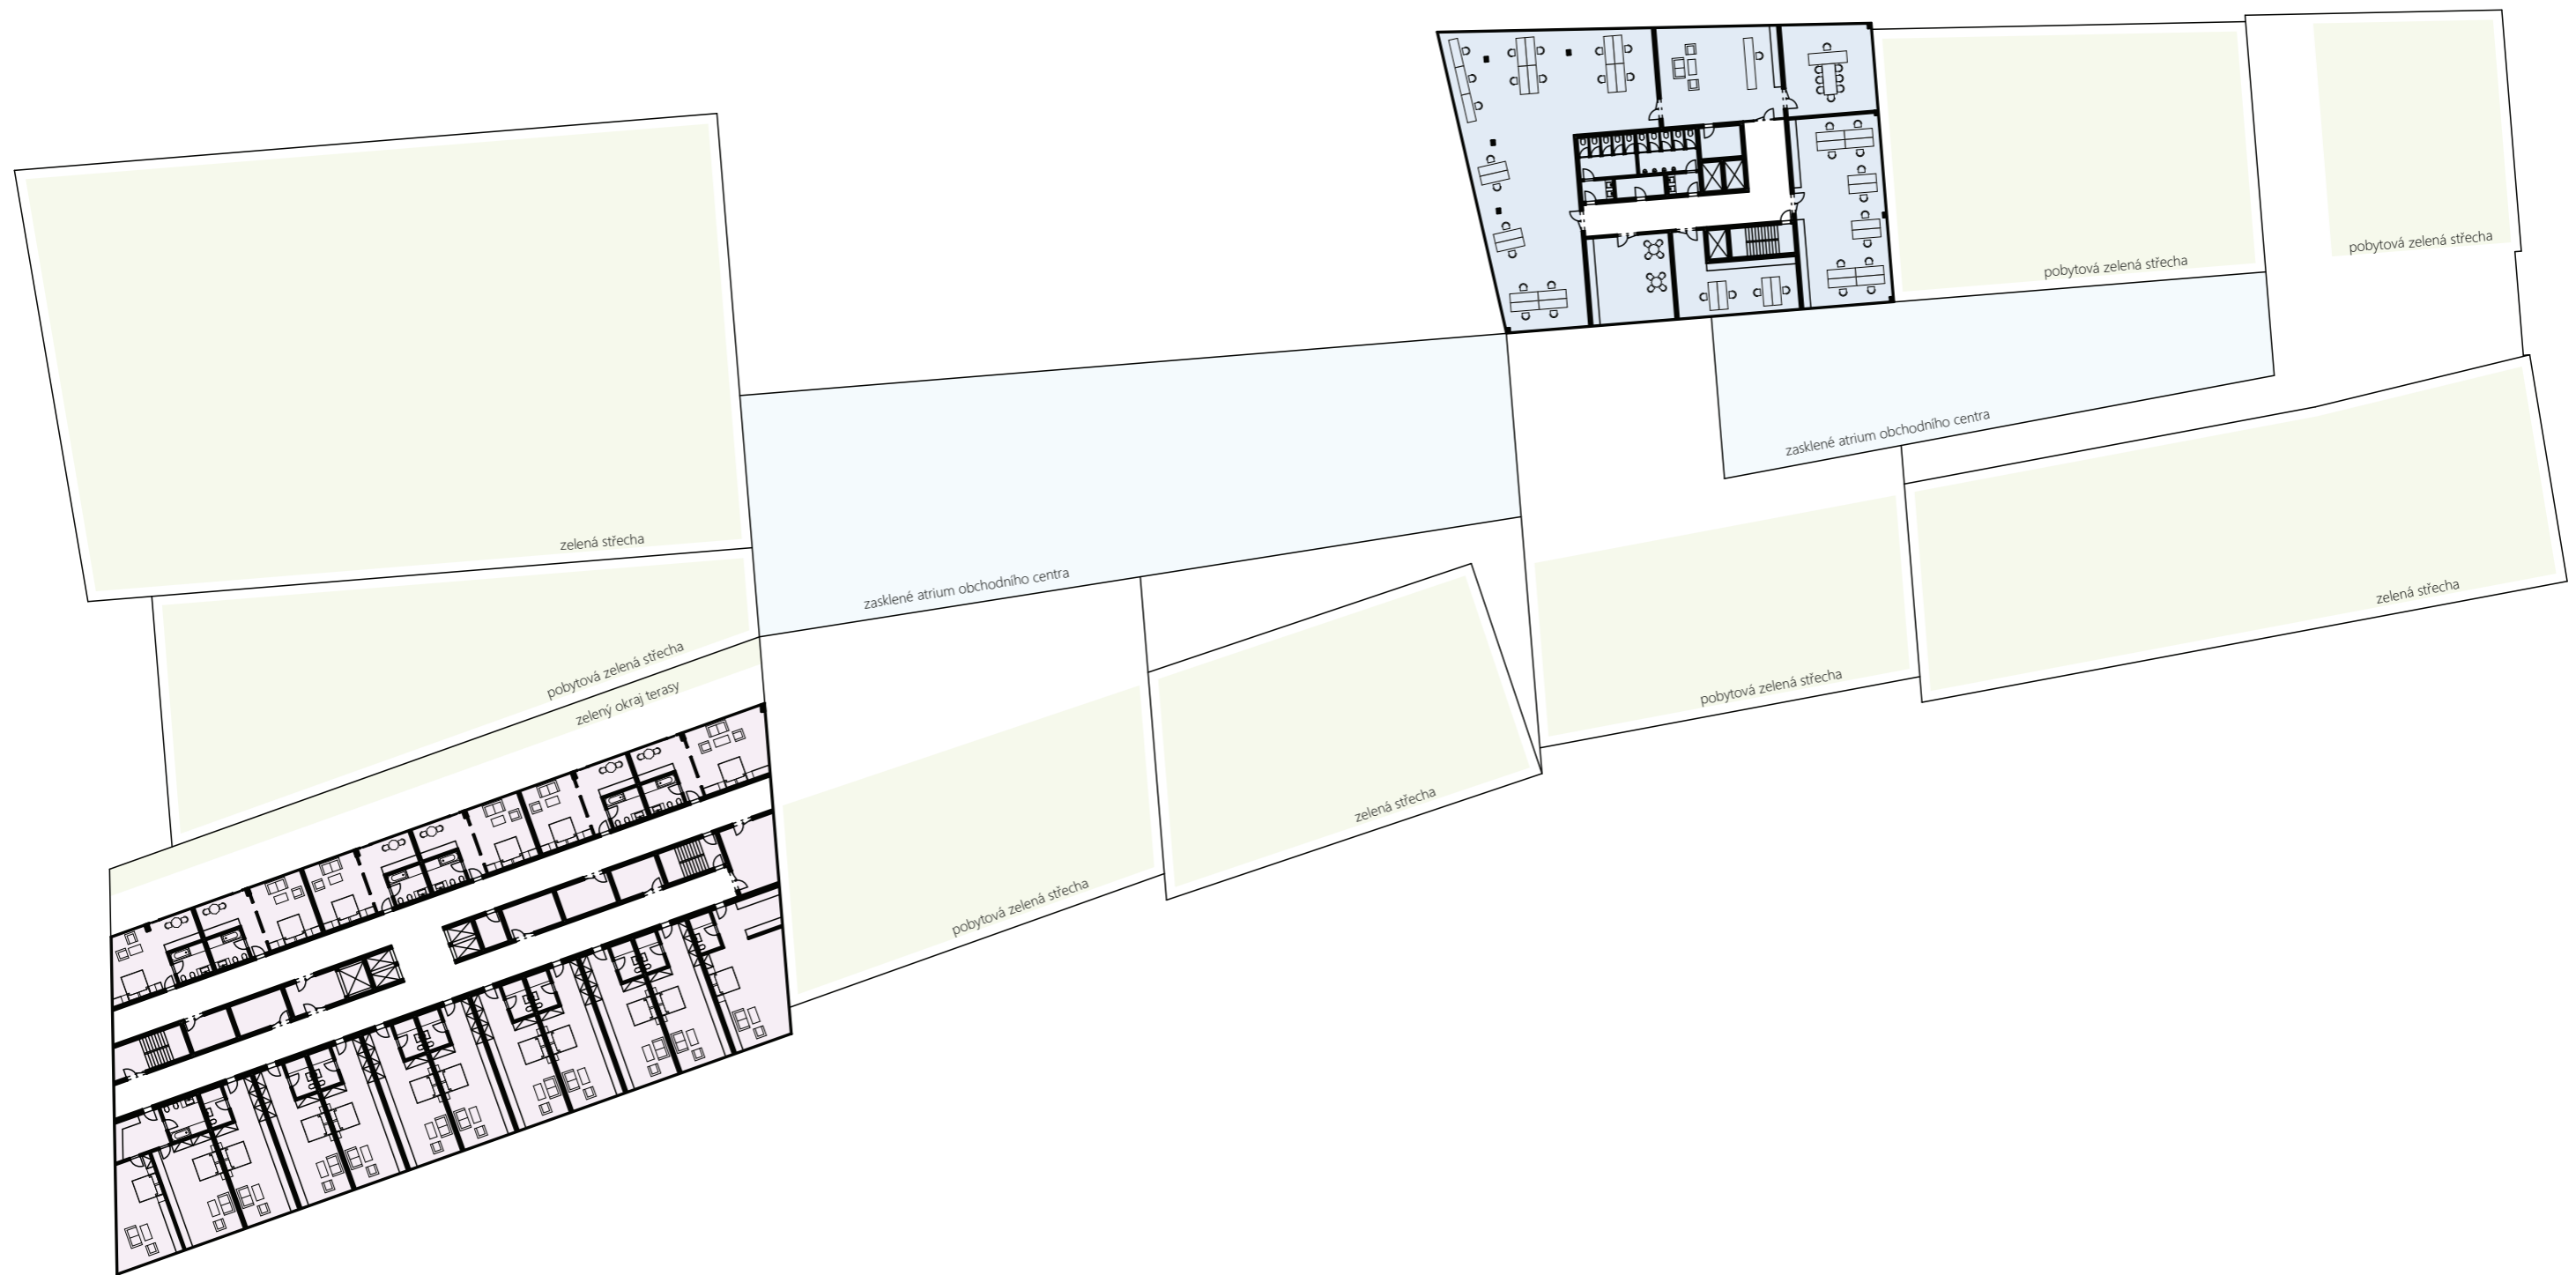 pobytová zelená střecha
pobytová zelená střecha
zasklené atrium obchodního centra
zelená střecha
zasklené atrium obchodního centra
zelená střecha
pobytová zelená střecha
zelený okraj terasy
pobytová zelená střecha
zelená střecha
pobytová zelená střecha